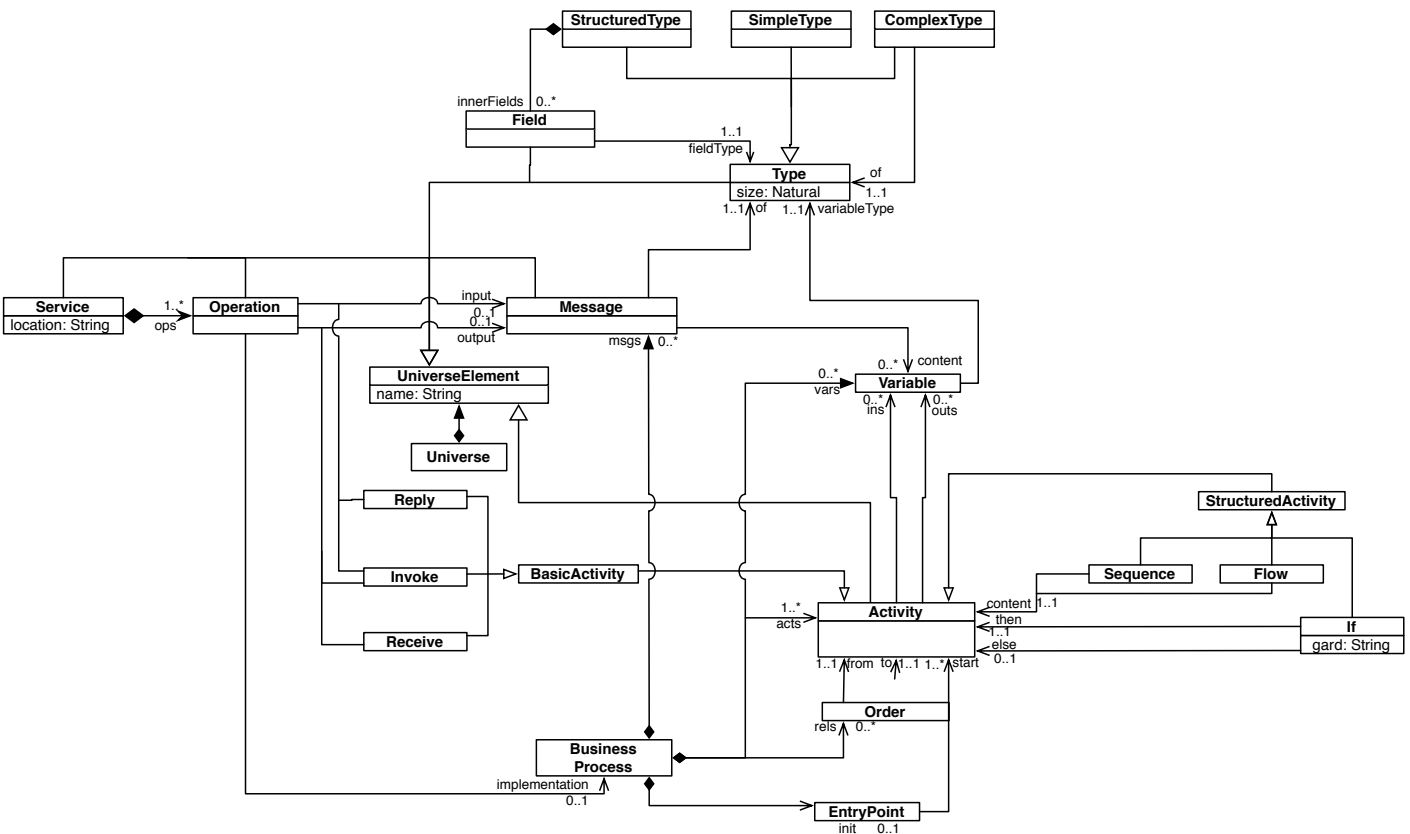 StructuredType
SimpleType
ComplexType
innerFields 0..*
Field
1..1
fieldType
Type
size: Natural
of
1..1
1..1 of
1..1 variableType
Service
location: String
1..*
ops
Operation
input
0..1
0..1
output
Message
msgs 0..*
0..* content
UniverseElement
name: String
0..*
vars
Variable
0..*
ins
0..*
outs
Universe
Reply
StructuredActivity
Invoke
BasicActivity
Sequence
Flow
Receive
1..*
acts
Activity
content 1..1
then
1..1
else
0..1
If
gard: String
1..1 from to 1..1 1..* start
Order
rels 0..*
Business
Process
implementation
0..1
EntryPoint
init 0..1